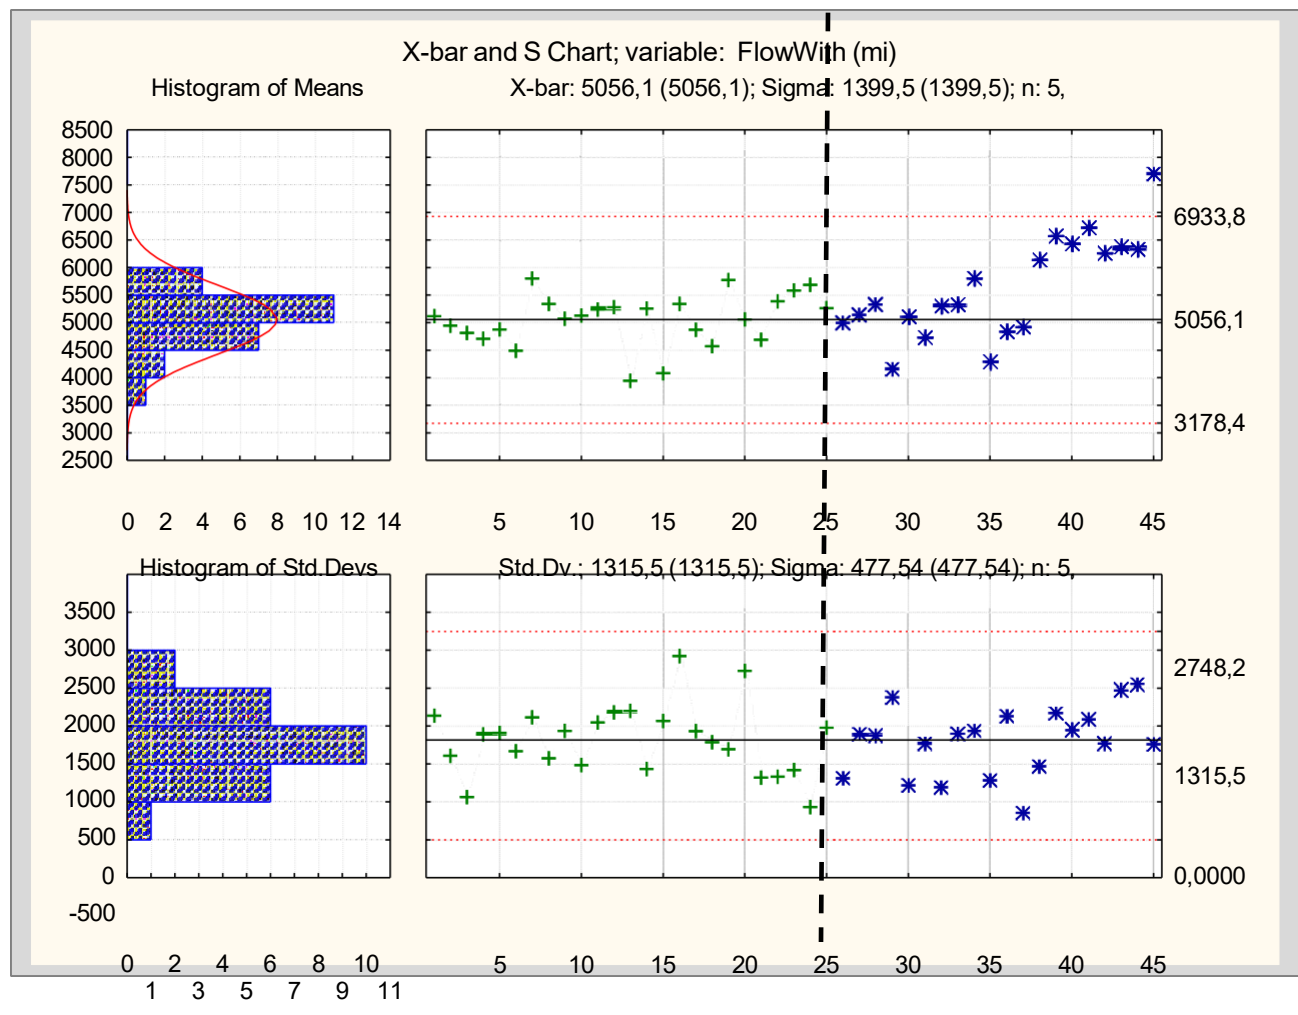 X-bar and S Chart; variable: FlowWith (mi)
Histogram of Means
X-bar: 5056,1 (5056,1); Sigma: 1399,5 (1399,5); n: 5,
8500
8000
7500
7000
6500
6000
5500
5000
4500
4000
3500
3000
2500
6933,8
5056,1
3178,4
0 2 4 6 8 10 12 14
5 10 15 20 25 30 35 40 45
Histogram of Std.Devs
Std.Dv.: 1315,5 (1315,5); Sigma: 477,54 (477,54); n: 5,
3500
3000
2500
2000
1500
1000
500
0
-500
2748,2
1315,5
0,0000
0 2 4 6 8 10
1 3 5 7 9 11
5 10 15 20 25 30 35 40 45